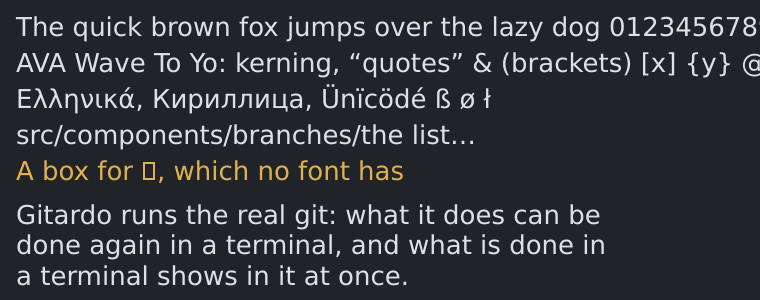 The quick brown fox jumps over the lazy dog 012345678
AVA Wave To Yo: kerning, “quotes” & (brackets) [x] {y} @
Ελληνικά, Кириллица, Ünïcödé ß ø ł
src/components/branches/the list…
A box for ▯, which no font has
Gitardo runs the real git: what it does can be
done again in a terminal, and what is done in
a terminal shows in it at once.